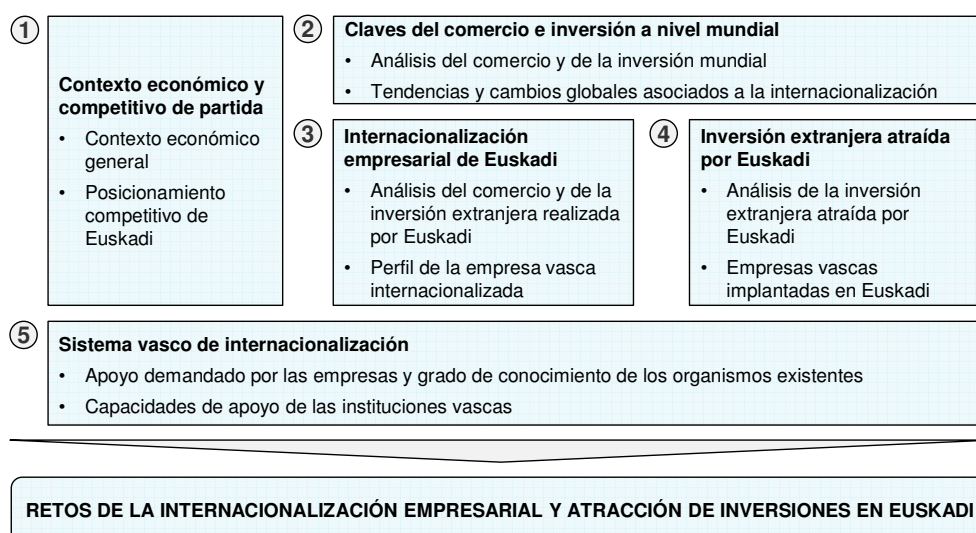 1
Contexto económico y
competitivo de partida
• Contexto económico
general
• Posicionamiento
competitivo de
Euskadi
2
Claves del comercio e inversión a nivel mundial
• Análisis del comercio y de la inversión mundial
• Tendencias y cambios globales asociados a la internacionalización
3
Internacionalización
empresarial de Euskadi
• Análisis del comercio y de la
inversión extranjera realizada
por Euskadi
• Perfil de la empresa vasca
internacionalizada
4
Inversión extranjera atraída
por Euskadi
• Análisis de la inversión
extranjera atraída por
Euskadi
• Empresas vascas
implantadas en Euskadi
5
Sistema vasco de internacionalización
• Apoyo demandado por las empresas y grado de conocimiento de los organismos existentes
• Capacidades de apoyo de las instituciones vascas
RETOS DE LA INTERNACIONALIZACIÓN EMPRESARIAL Y ATRACCIÓN DE INVERSIONES EN EUSKADI